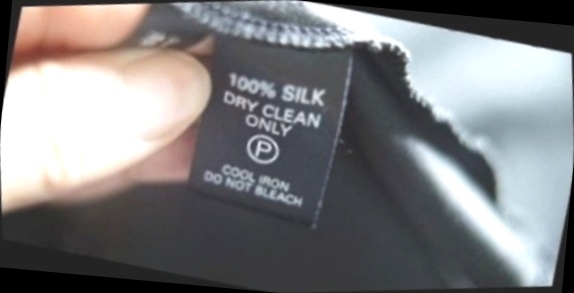 100% SILK
DRY CLEAN
ONLY
P
COOL IRON
DO NOT BLEACH